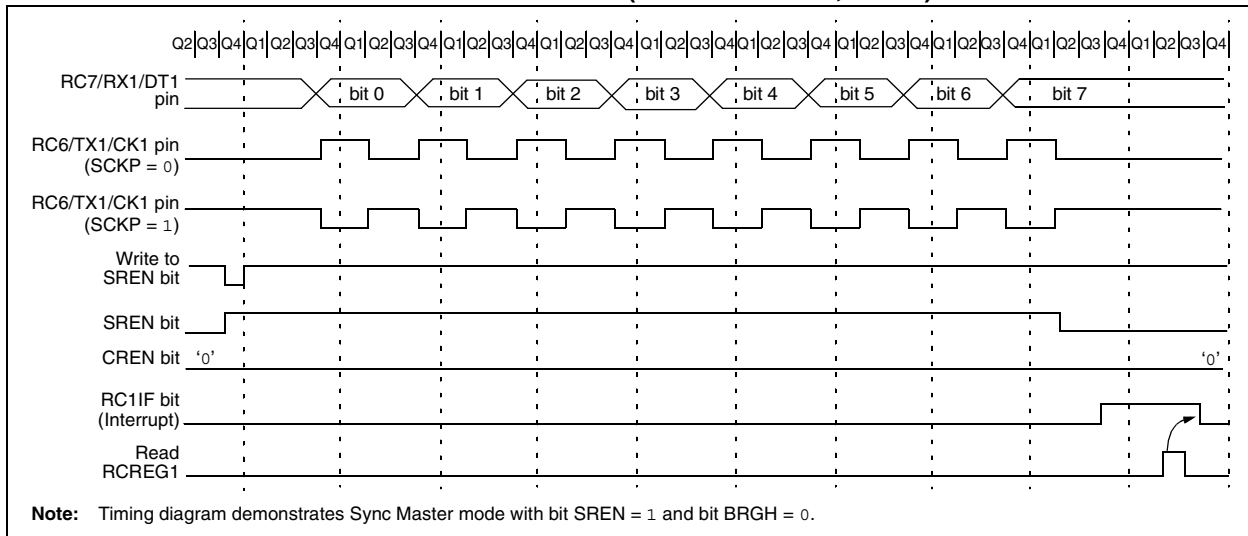 Q2 Q3 Q4 Q1 Q2 Q3 Q4 Q1 Q2 Q3 Q4 Q1 Q2 Q3 Q4 Q1 Q2 Q3 Q4 Q1 Q2 Q3 Q4 Q1 Q2 Q3 Q4 Q1 Q2 Q3 Q4 Q1 Q2 Q3 Q4 Q1 Q2 Q3 Q4 Q1 Q2 Q3 Q4
RC7/RX1/DT1
pin
bit 0 bit 1 bit 2 bit 3 bit 4 bit 5 bit 6 bit 7
RC6/TX1/CK1 pin
(SCKP = 0)
RC6/TX1/CK1 pin
(SCKP = 1)
Write to
SREN bit
SREN bit
CREN bit ‘0’ ‘0’
RC1IF bit
(Interrupt)
Read
RCREG1
Note: Timing diagram demonstrates Sync Master mode with bit SREN = 1 and bit BRGH = 0.